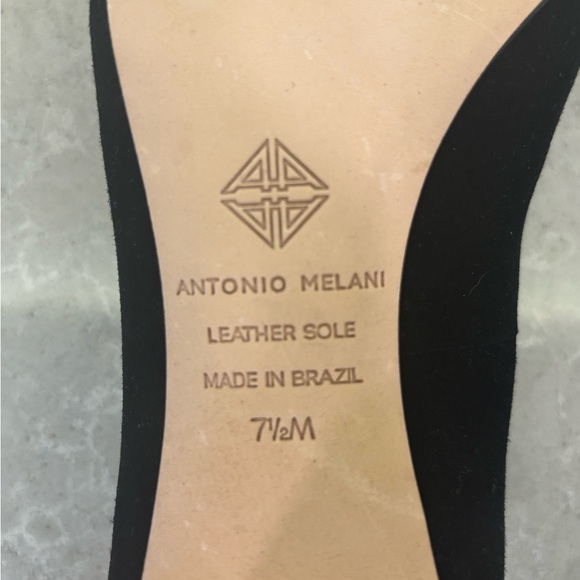 ANTONIO MELANI
LEATHER SOLE
MADE IN BRAZIL
7½M